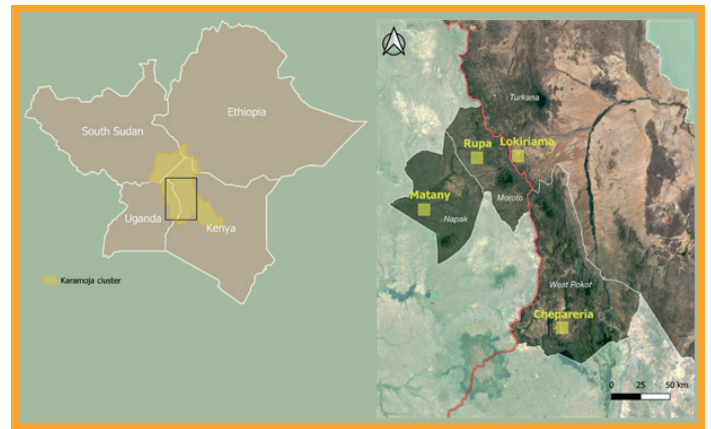 South Sudan
Ethiopia
Uganda
Kenya
Karamoja cluster
Turkana
Rupa
Lokiriama
Matany
Moroto
Napak
West Pokot
Chepareria
0 25 50 km